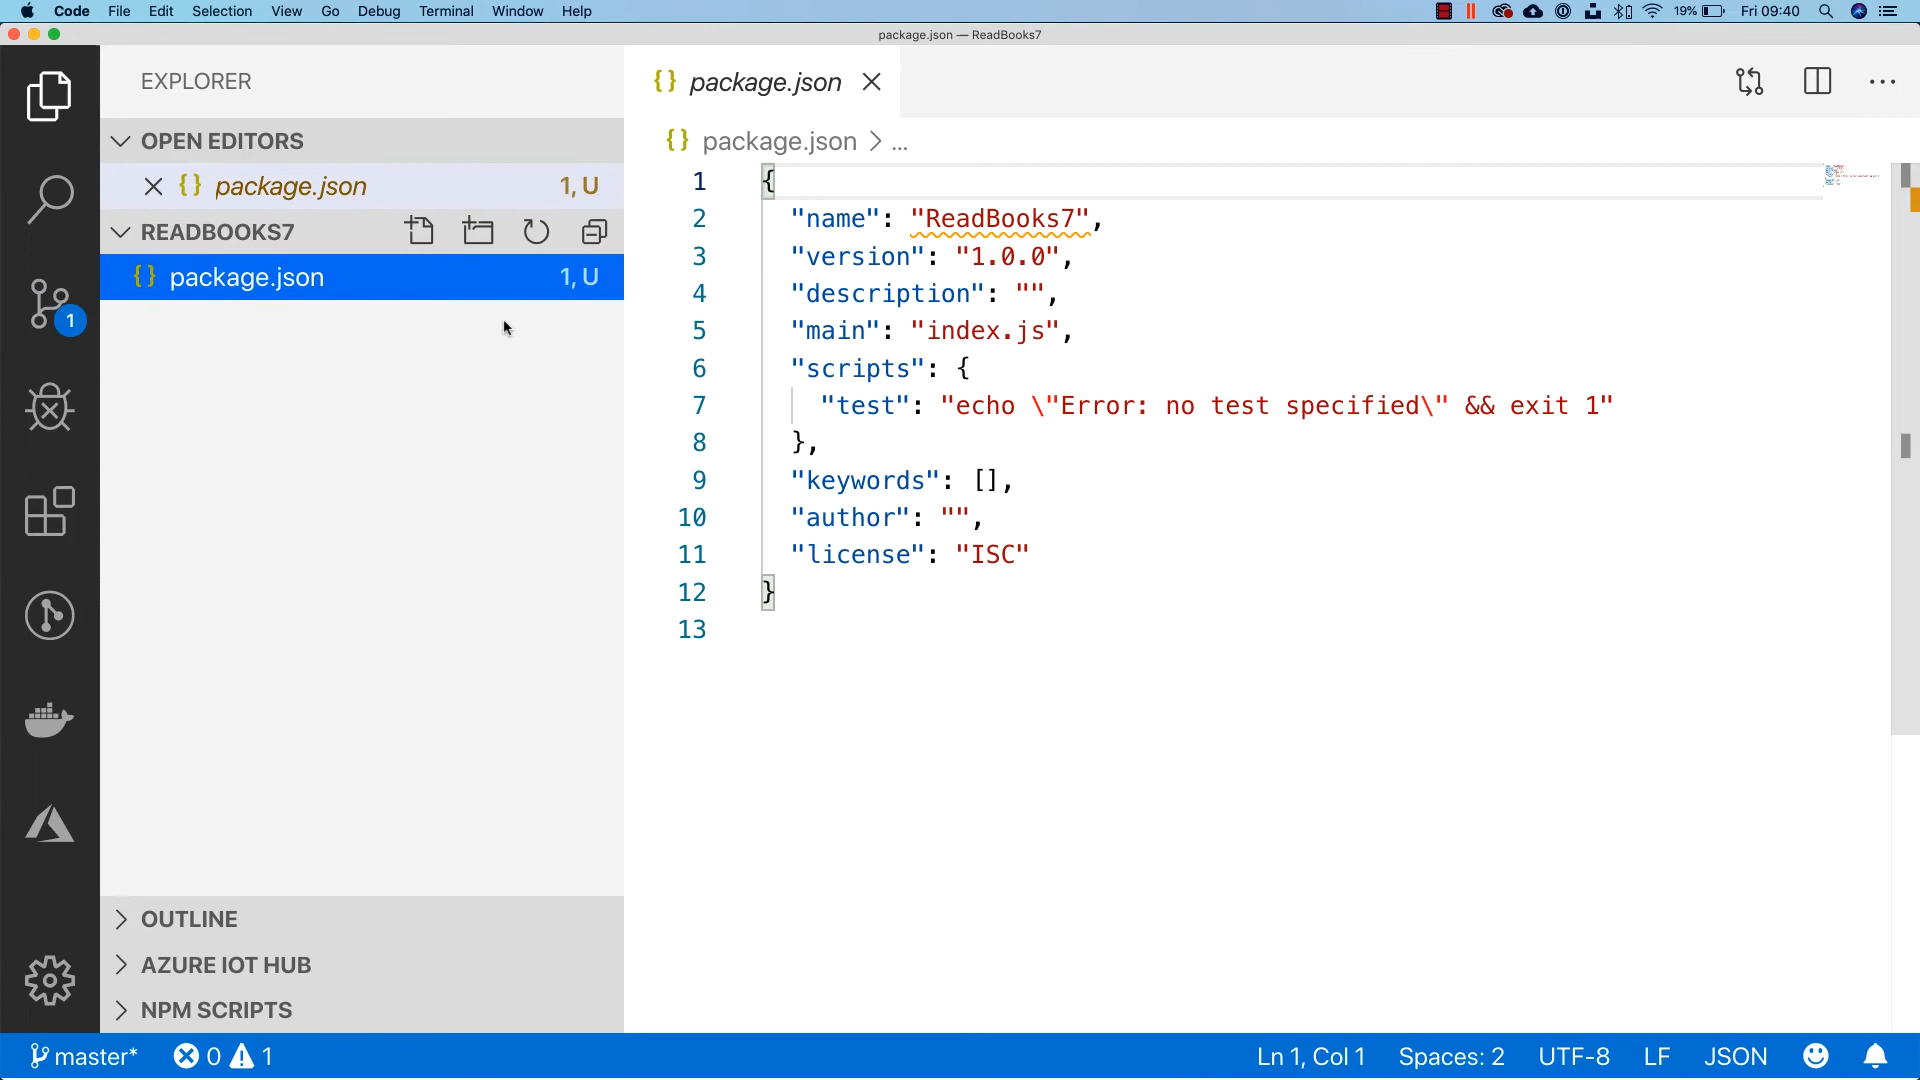 Code File Edit Selection View Go Debug Terminal Window Help 19% Fri 09:40
package.json — ReadBooks7
EXPLORER
OPEN EDITORS
package.json 1, U
READBOOKS7
package.json 1, U
OUTLINE
AZURE IOT HUB
NPM SCRIPTS
1
{} package.json
{} package.json > ...
1 {
2 "name": "ReadBooks7",
3 "version": "1.0.0",
4 "description": "",
5 "main": "index.js",
6 "scripts": {
7 "test": "echo \"Error: no test specified\" && exit 1"
8 },
9 "keywords": [],
10 "author": "",
11 "license": "ISC"
12 }
13
master* 0 1 Ln 1, Col 1 Spaces: 2 UTF-8 LF JSON